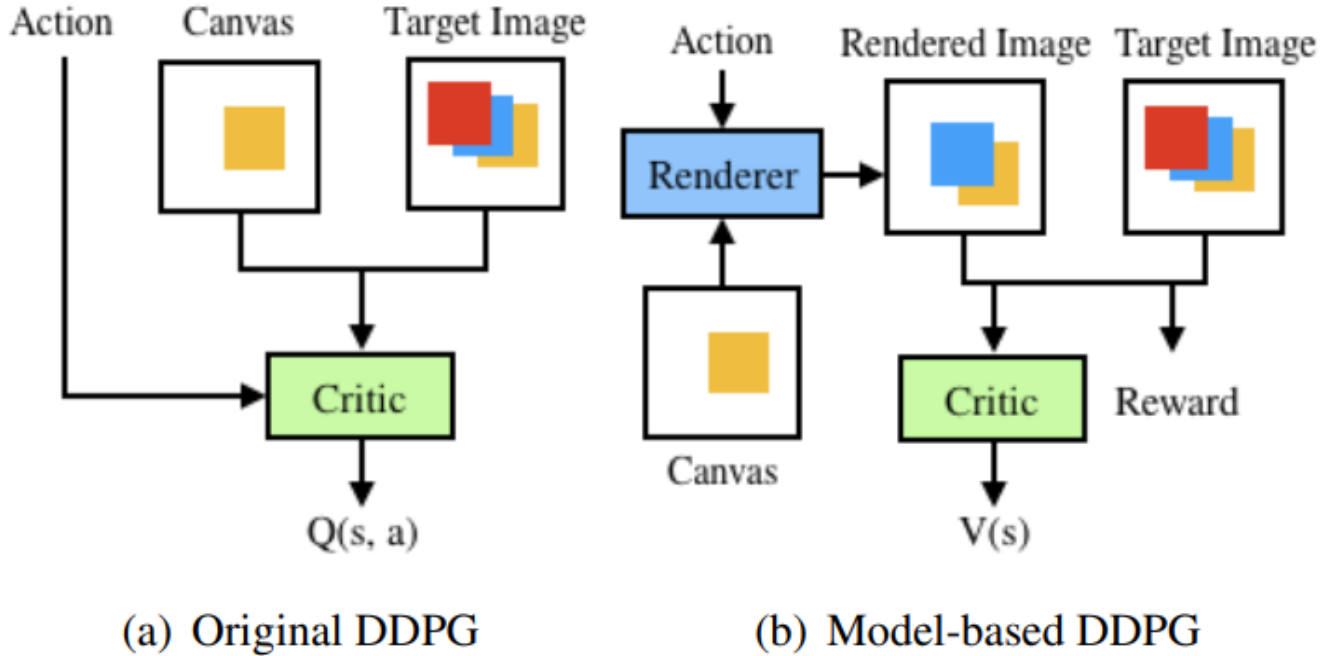 Action
Canvas
Target Image
Critic
Q(s, a)
(a) Original DDPG
Action
Rendered Image
Target Image
Renderer
Canvas
Critic
Reward
V(s)
(b) Model-based DDPG